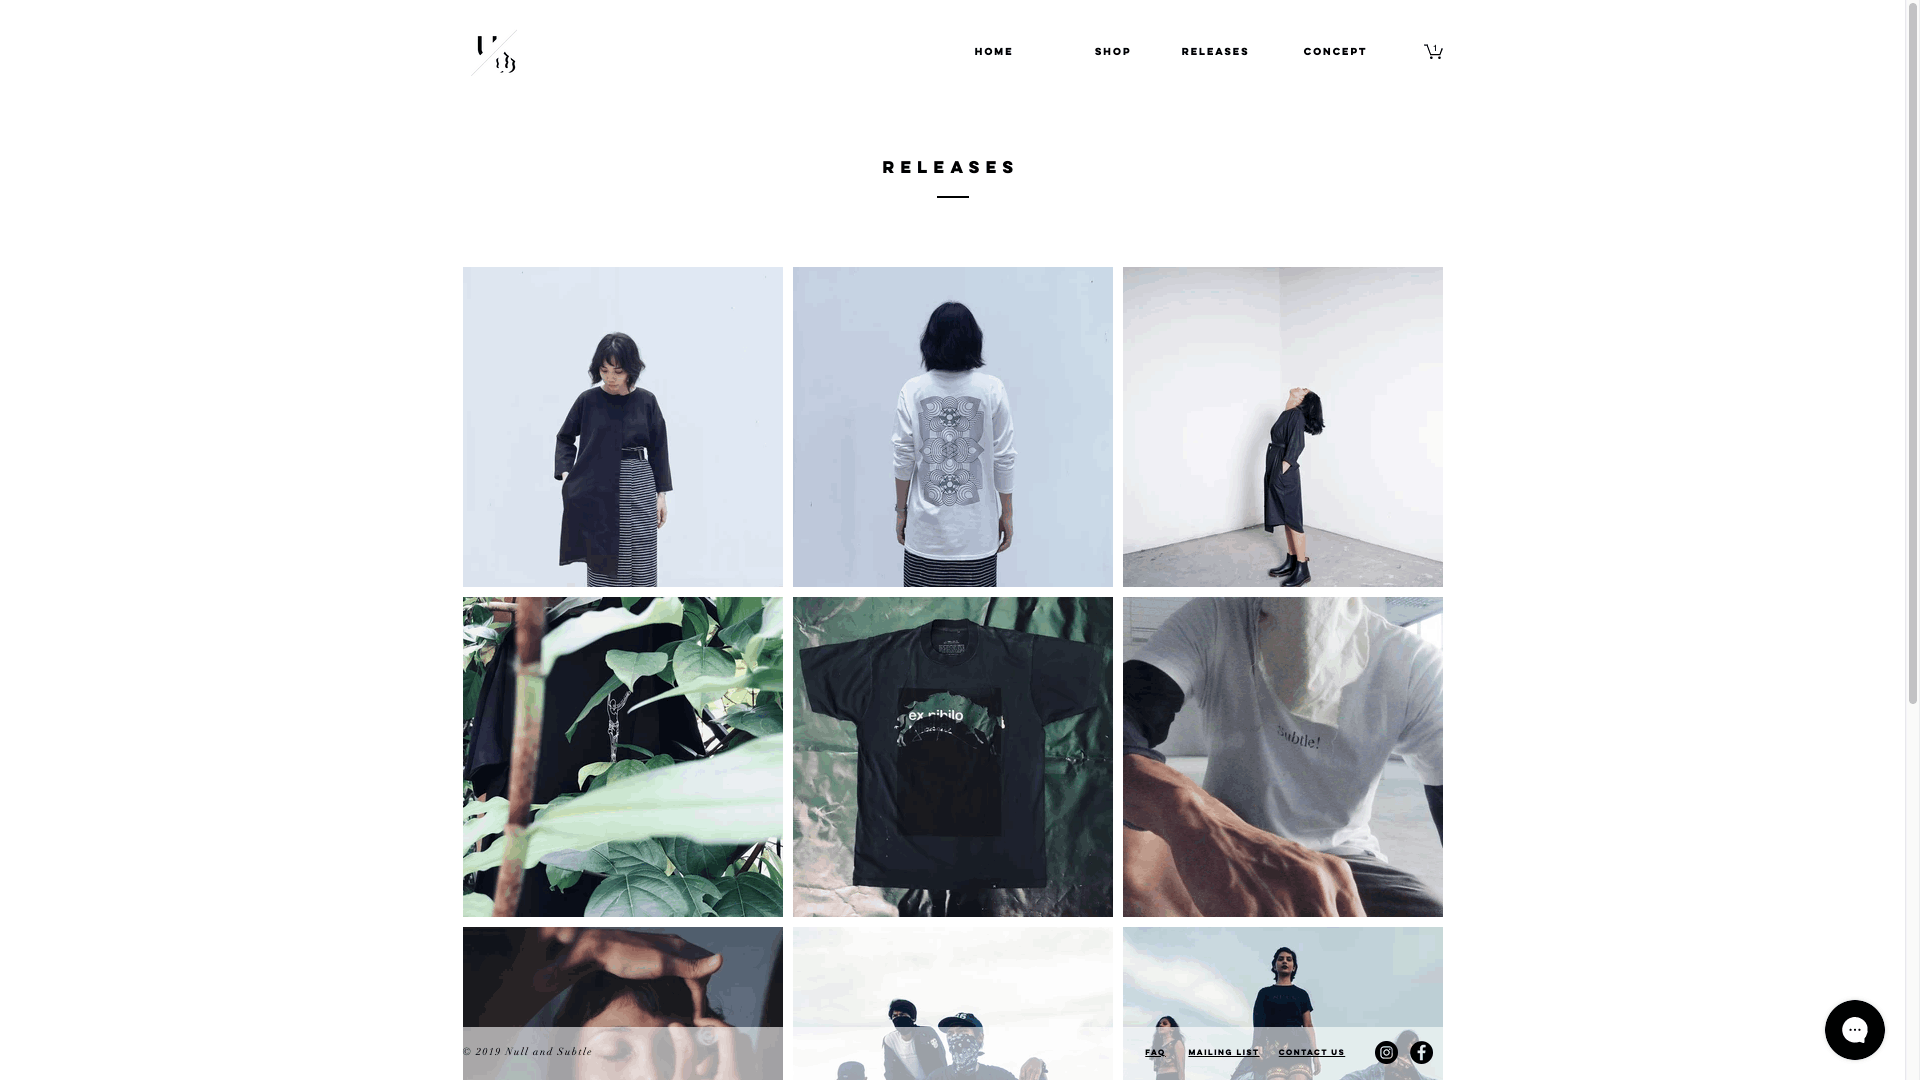 HOME
SHOP
RELEASES
CONCEPT
1
RELEASES
ex nihilo
Subtle!
© 2019 Null and Subtle
FAQ
MAILING LIST
CONTACT US